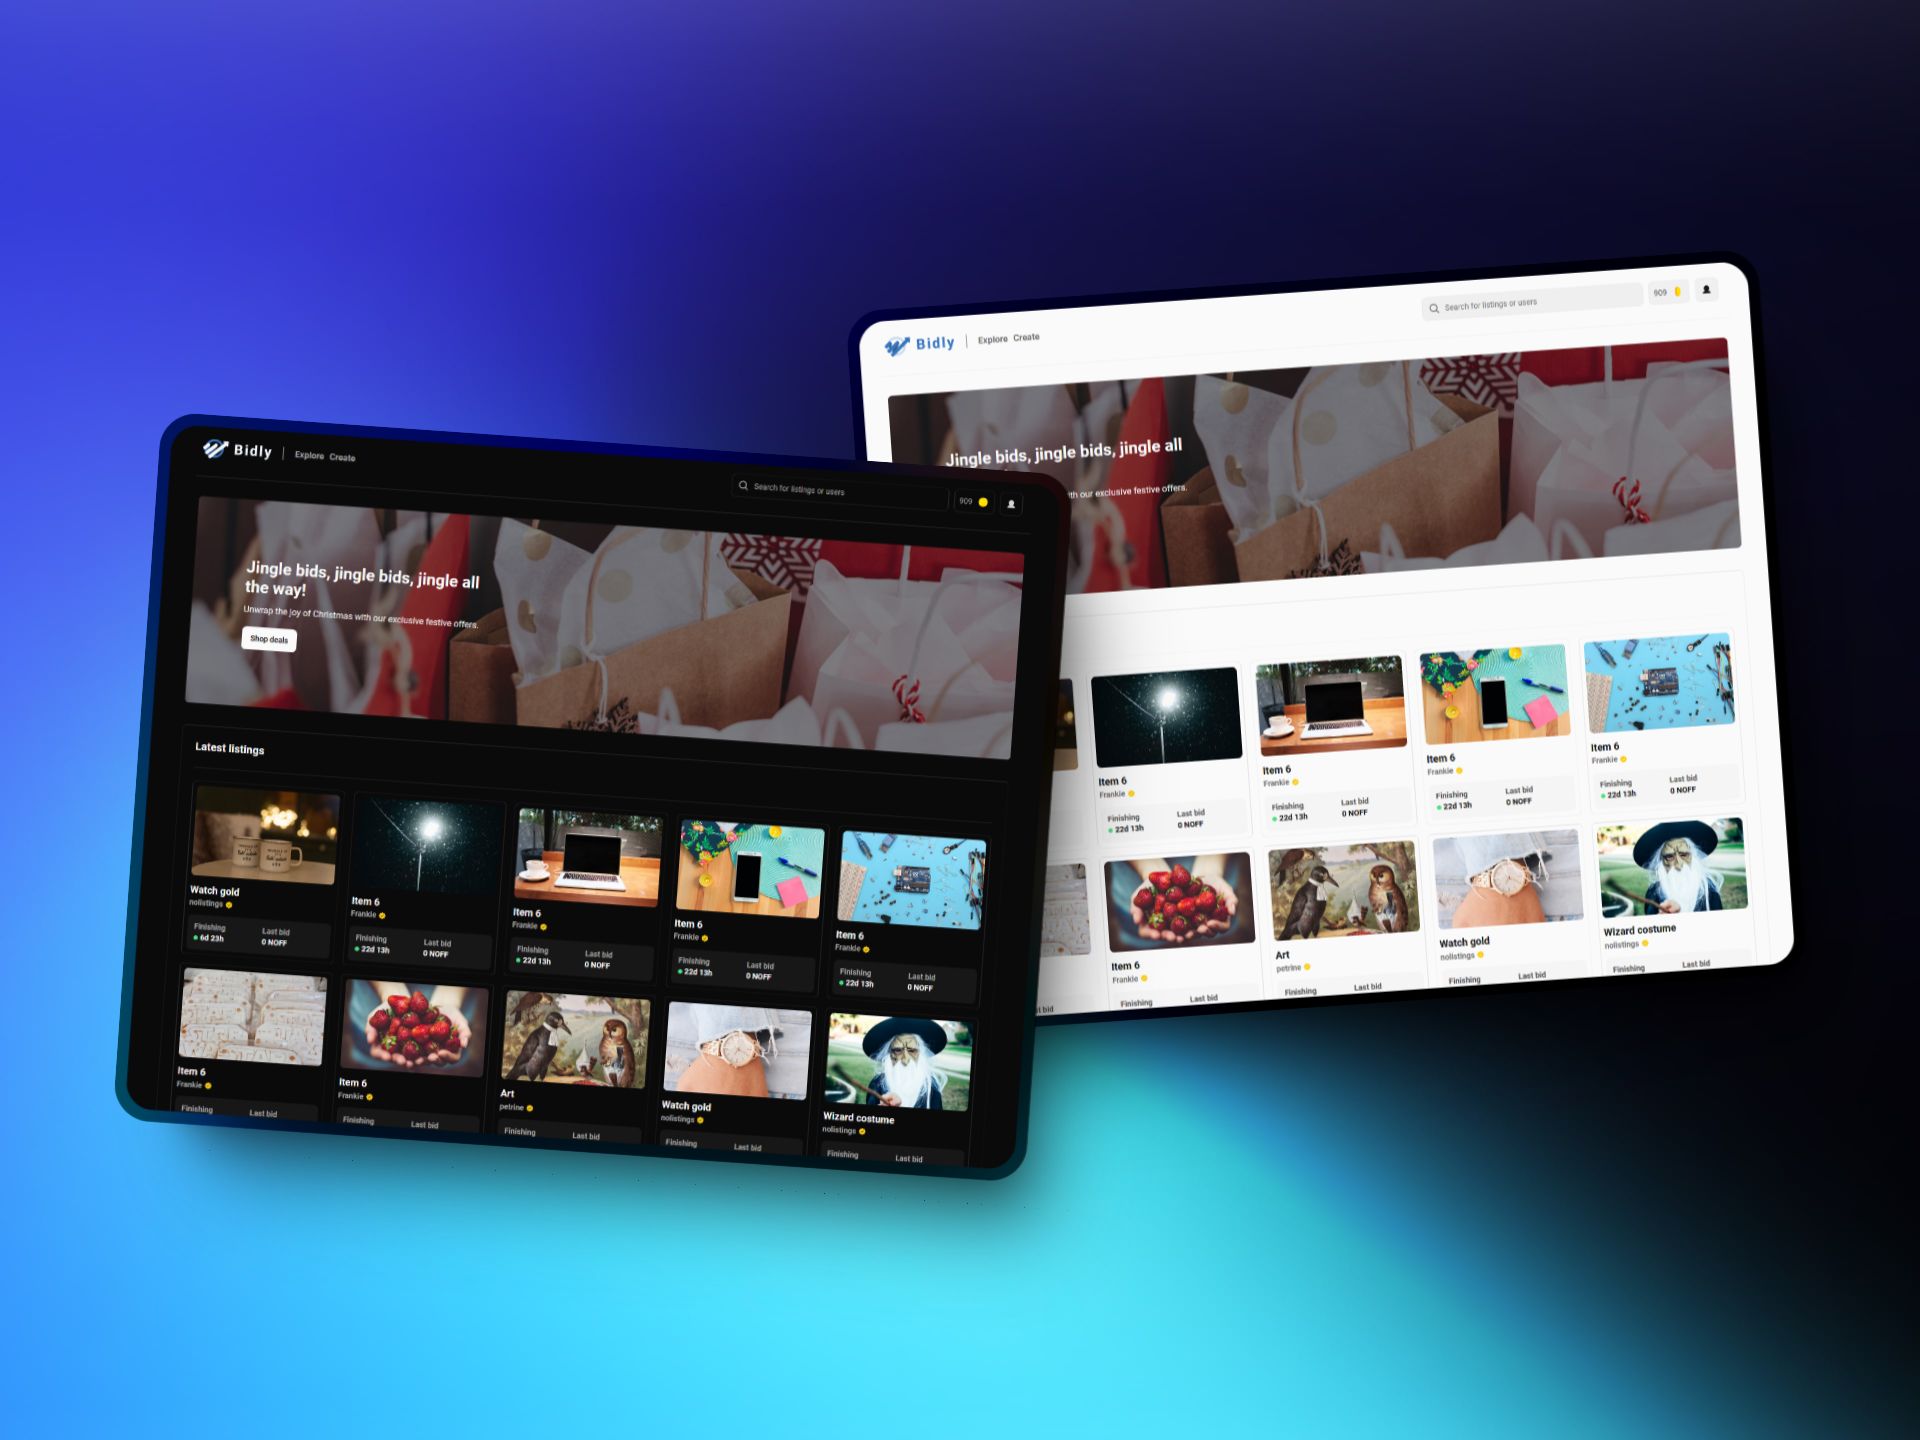 Bidly
Explore Create
Search for listings or users
909
Jingle bids, jingle bids, jingle all
the way!
Unwrap the joy of Christmas with our exclusive festive offers.
Shop deals
Latest listings
Watch gold
nolistings
Finishing Last bid
6d 23h 0 NOFF
Item 6
Frankie
Finishing Last bid
22d 13h 0 NOFF
Item 6
Frankie
Finishing Last bid
22d 13h 0 NOFF
Item 6
Frankie
Finishing Last bid
22d 13h 0 NOFF
Item 6
Frankie
Finishing Last bid
22d 13h 0 NOFF
Item 6
Frankie
Finishing Last bid
Item 6
Frankie
Finishing Last bid
Art
petrine
Finishing Last bid
Watch gold
nolistings
Finishing Last bid
Wizard costume
nolistings
Finishing Last bid
Bidly
Explore Create
Search for listings or users
909
Jingle bids, jingle bids, jingle all
with our exclusive festive offers.
Item 6
Frankie
Finishing Last bid
22d 13h 0 NOFF
Item 6
Frankie
Finishing Last bid
22d 13h 0 NOFF
Item 6
Frankie
Finishing Last bid
22d 13h 0 NOFF
Item 6
Frankie
Finishing Last bid
22d 13h 0 NOFF
bid
Item 6
Frankie
Finishing Last bid
Art
petrine
Finishing Last bid
Watch gold
nolistings
Finishing Last bid
Wizard costume
nolistings
Finishing Last bid